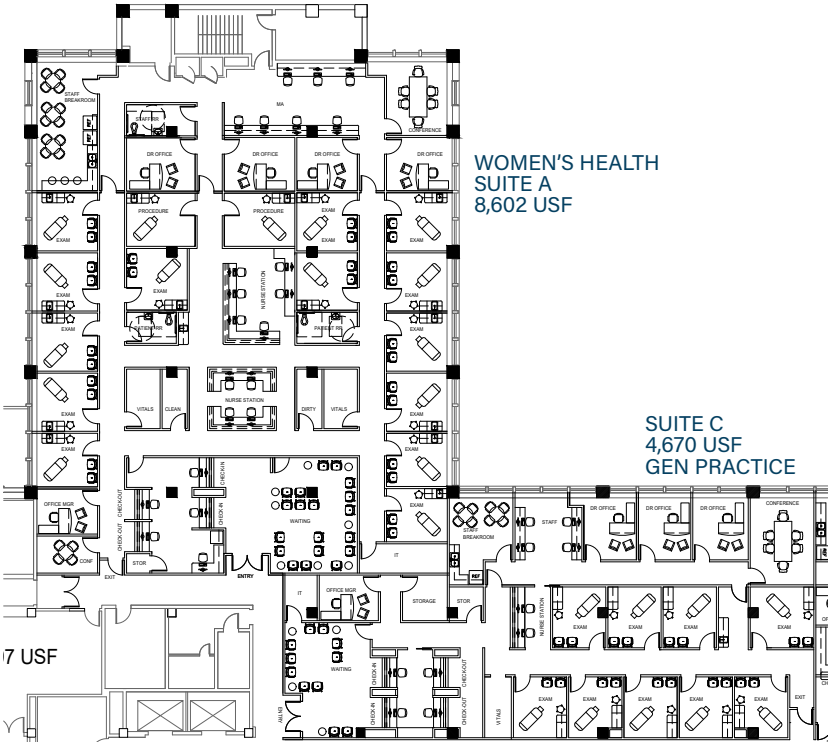 STAFF
BREAKROOM
REF
REF
STAFF RR
MA
CONFERENCE
DR OFFICE
DR OFFICE
DR OFFICE
DR OFFICE
WOMEN'S HEALTH
SUITE A
8,602 USF
EXAM
PROCEDURE
PROCEDURE
EXAM
EXAM
EXAM
EXAM
NURSE STATION
EXAM
EXAM
EXAM
PATIENT RR
PATIENT RR
EXAM
EXAM
VITALS
CLEAN
NURSE STATION
DIRTY
VITALS
EXAM
EXAM
EXAM
SUITE C
4,670 USF
GEN PRACTICE
OFFICE MGR
CHECK-OUT
CHECK-OUT
CHECK-IN
CHECK-IN
WAITING
EXAM
CONF
STOR
EXIT
ENTRY
IT
STAFF
BREAKROOM
REF
STAFF
DR OFFICE
DR OFFICE
DR OFFICE
CONFERENCE
IT
OFFICE MGR
STORAGE
STOR
NURSE STATION
EXAM
EXAM
EXAM
EXAM
07 USF
WAITING
CHECK-IN
CHECK-IN
CHECK-OUT
CHECK-OUT
VITALS
EXAM
EXAM
EXAM
EXAM
EXAM
EXIT
ENTRY